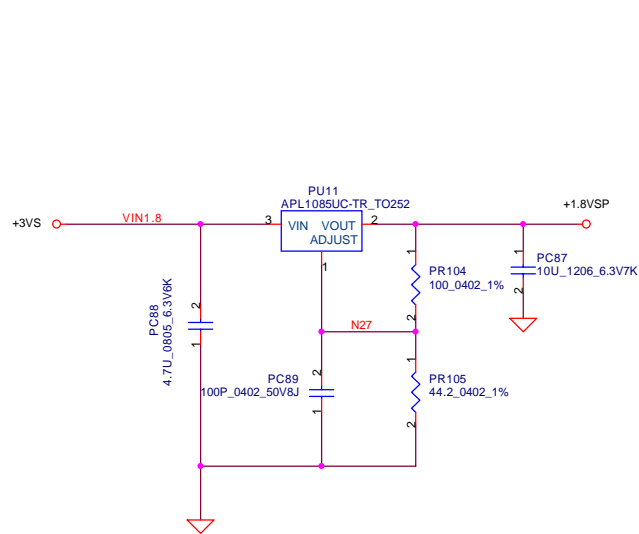 PU11
APL1085UC-TR_TO252
+1.8VSP
+3VS
VIN1.8
3
VIN VOUT
ADJUST
2
1
1
PR104
100_0402_1%
2
1
PC87
10U_1206_6.3V7K
2
PC88
4.7U_0805_6.3V6K
2
1
N27
PC89
100P_0402_50V8J
2
1
1
PR105
44.2_0402_1%
2